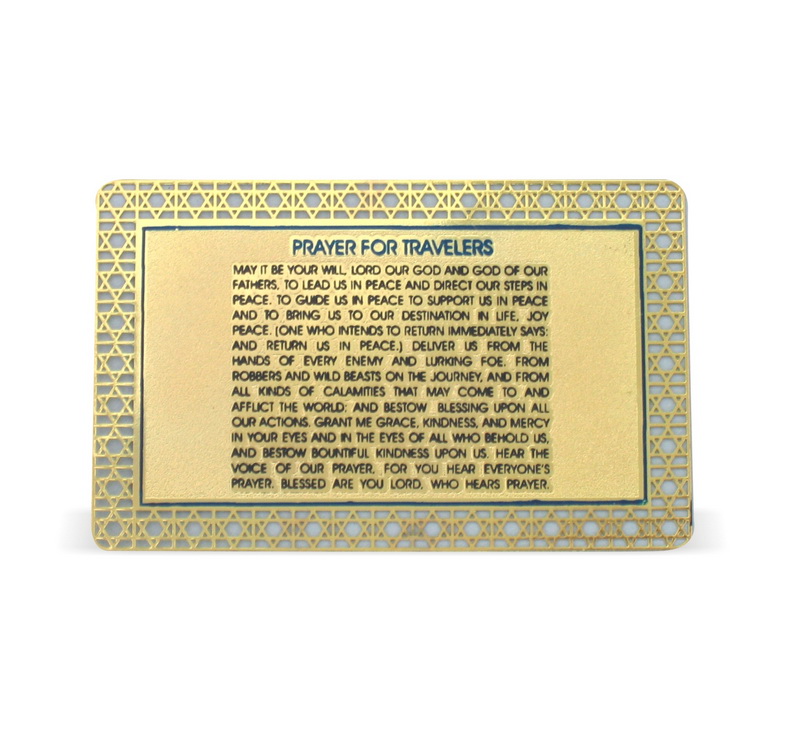 PRAYER FOR TRAVELERS
MAY IT BE YOUR WILL, LORD OUR GOD AND GOD OF OUR
FATHERS, TO LEAD US IN PEACE AND DIRECT OUR STEPS IN
PEACE. TO GUIDE US IN PEACE TO SUPPORT US IN PEACE
AND TO BRING US TO OUR DESTINATION IN LIFE, JOY
PEACE. (ONE WHO INTENDS TO RETURN IMMEDIATELY SAYS:
AND RETURN US IN PEACE.) DELIVER US FROM THE
HANDS OF EVERY ENEMY AND LURKING FOE, FROM
ROBBERS AND WILD BEASTS ON THE JOURNEY, AND FROM
ALL KINDS OF CALAMITIES THAT MAY COME TO AND
AFFLICT THE WORLD; AND BESTOW BLESSING UPON ALL
OUR ACTIONS. GRANT ME GRACE, KINDNESS, AND MERCY
IN YOUR EYES AND IN THE EYES OF ALL WHO BEHOLD US,
AND BESTOW BOUNTIFUL KINDNESS UPON US. HEAR THE
VOICE OF OUR PRAYER, FOR YOU HEAR EVERYONE'S
PRAYER. BLESSED ARE YOU LORD, WHO HEARS PRAYER.